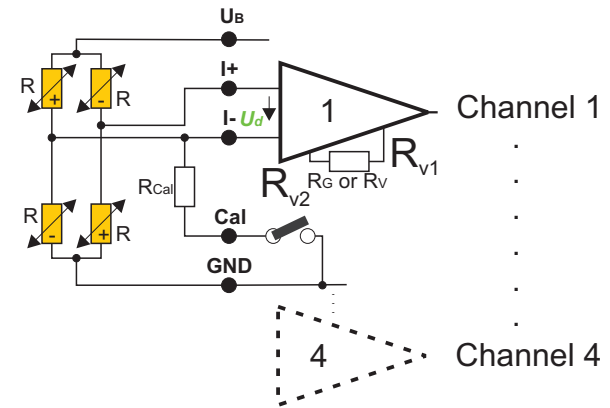 UB
I+
R
+
-
R
1
Channel 1
I-
Ud
RG or RV
Rv1
RCal
Rv2
R
-
+
R
Cal
GND
4
Channel 4